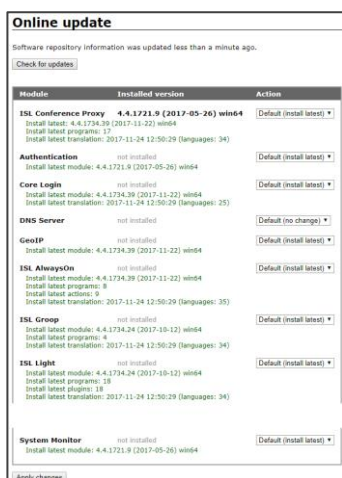 Online update
Software repository information was updated less than a minute ago.
Check for updates
Module Installed version Action
ISL Conference Proxy 4.4.1721.9 (2017-05-26) win64 Default (install latest)
Install latest: 4.4.1734.39 (2017-11-22) win64
Install latest programs: 17
Install latest translation: 2017-11-24 12:50:29 (languages: 34)
Authentication not installed Default (install latest)
Install latest module: 4.4.1721.9 (2017-05-26) win64
Core Login not installed Default (install latest)
Install latest module: 4.4.1734.39 (2017-11-22) win64
Install latest translation: 2017-11-24 12:50:29 (languages: 25)
DNS Server not installed Default (no change)
GeoIP not installed Default (install latest)
Install latest module: 4.4.1734.39 (2017-11-22) win64
ISL AlwaysOn not installed Default (install latest)
Install latest module: 4.4.1734.39 (2017-11-22) win64
Install latest programs: 8
Install latest actions: 9
Install latest translation: 2017-11-24 12:50:29 (languages: 35)
ISL Groop not installed Default (install latest)
Install latest module: 4.4.1734.24 (2017-10-12) win64
Install latest programs: 4
Install latest translation: 2017-11-24 12:50:29 (languages: 34)
ISL Light not installed Default (install latest)
Install latest module: 4.4.1734.24 (2017-10-12) win64
Install latest programs: 18
Install latest plugins: 18
Install latest translation: 2017-11-24 12:50:29 (languages: 34)
System Monitor not installed Default (install latest)
Install latest module: 4.4.1721.9 (2017-05-26) win64
Apply changes